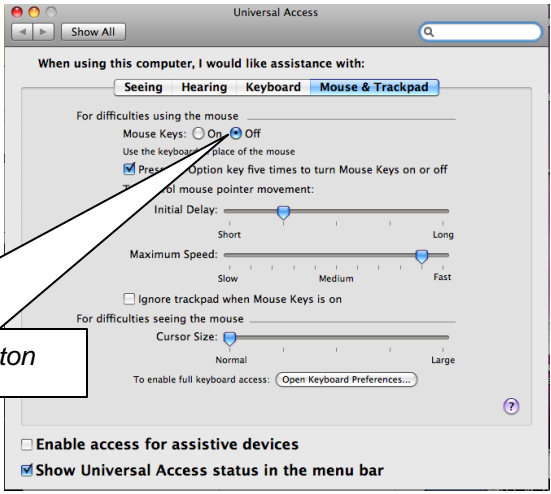 Universal Access
Show All
When using this computer, I would like assistance with:
Seeing Hearing Keyboard Mouse & Trackpad
For difficulties using the mouse
Mouse Keys: On Off
Use the keyboard place of the mouse
Press Option key five times to turn Mouse Keys on or off
control mouse pointer movement:
Initial Delay:
Short Long
Maximum Speed:
Slow Medium Fast
Ignore trackpad when Mouse Keys is on
For difficulties seeing the mouse
Cursor Size:
Normal Large
ton
To enable full keyboard access: Open Keyboard Preferences...
?
Enable access for assistive devices
Show Universal Access status in the menu bar